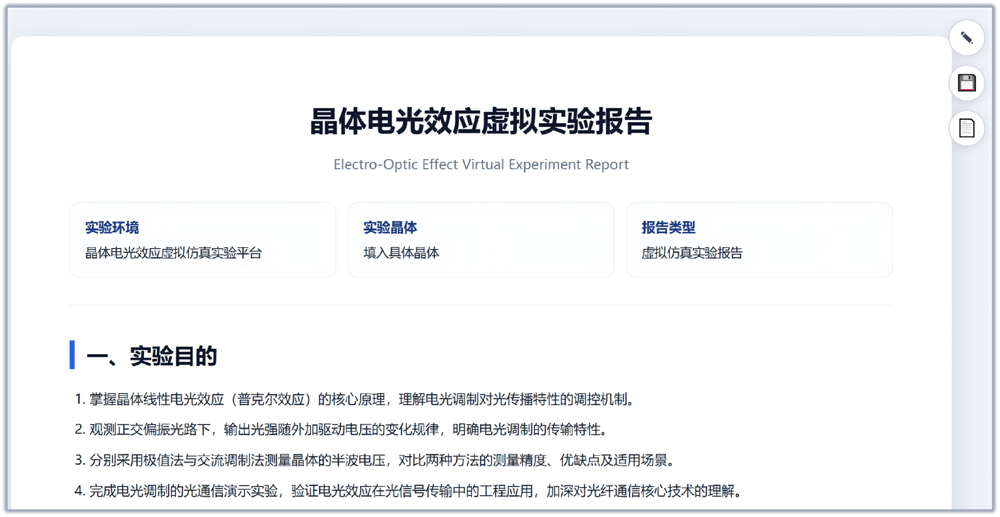 晶体电光效应虚拟实验报告
Electro-Optic Effect Virtual Experiment Report
实验环境
晶体电光效应虚拟仿真实验平台
实验晶体
填入具体晶体
报告类型
虚拟仿真实验报告
一、实验目的
1. 掌握晶体线性电光效应（普克尔效应）的核心原理，理解电光调制对光传播特性的调控机制。
2. 观测正交偏振光路下，输出光强随外加驱动电压的变化规律，明确电光调制的传输特性。
3. 分别采用极值法与交流调制法测量晶体的半波电压，对比两种方法的测量精度、优缺点及适用场景。
4. 完成电光调制的光通信演示实验，验证电光效应在光信号传输中的工程应用，加深对光纤通信核心技术的理解。